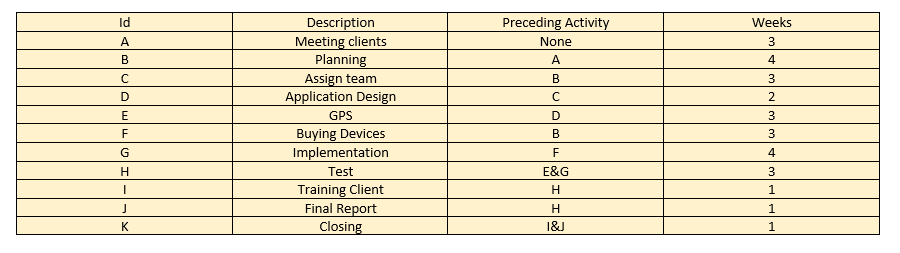 Id Description Preceding Activity Weeks
A Meeting clients None 3
B Planning A 4
C Assign team B 3
D Application Design C 2
E GPS D 3
F Buying Devices B 3
G Implementation F 4
H Test E&G 3
I Training Client H 1
J Final Report H 1
K Closing I&J 1